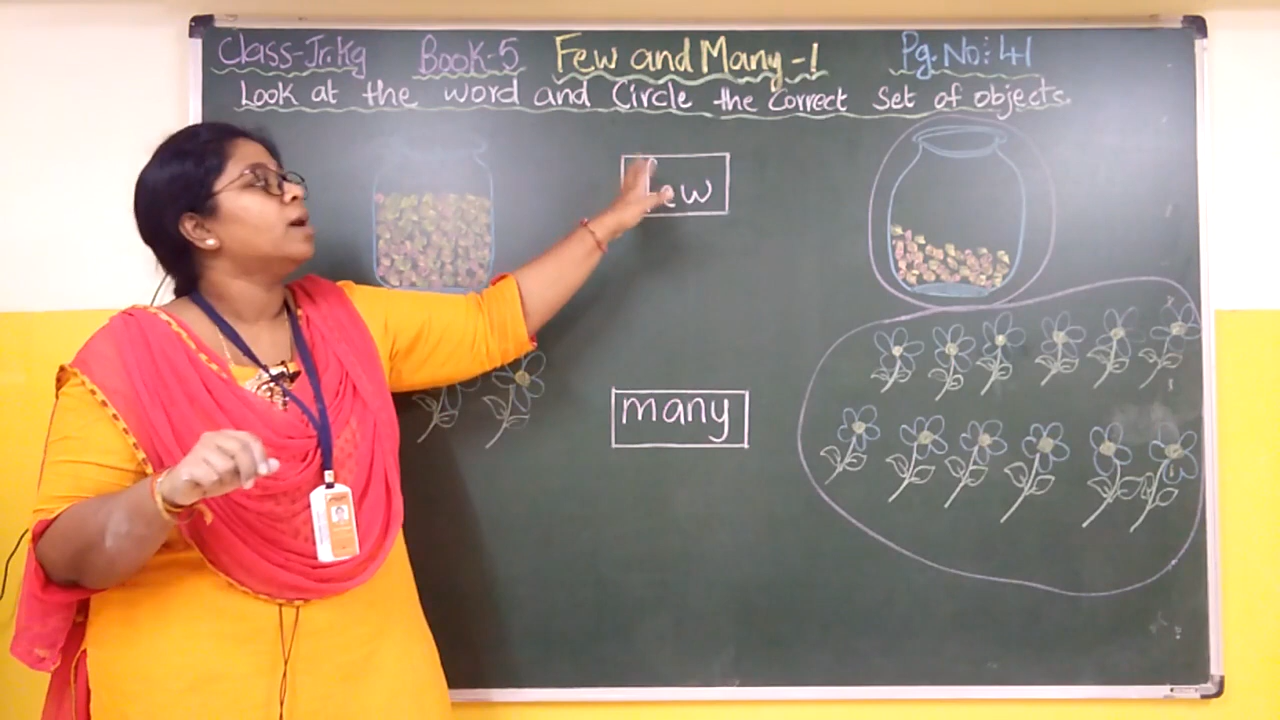 Class-Jr.Kg Book-5 Few and Many-1 Pg.No:41
Look at the word and Circle the Correct Set of objects.
few
many